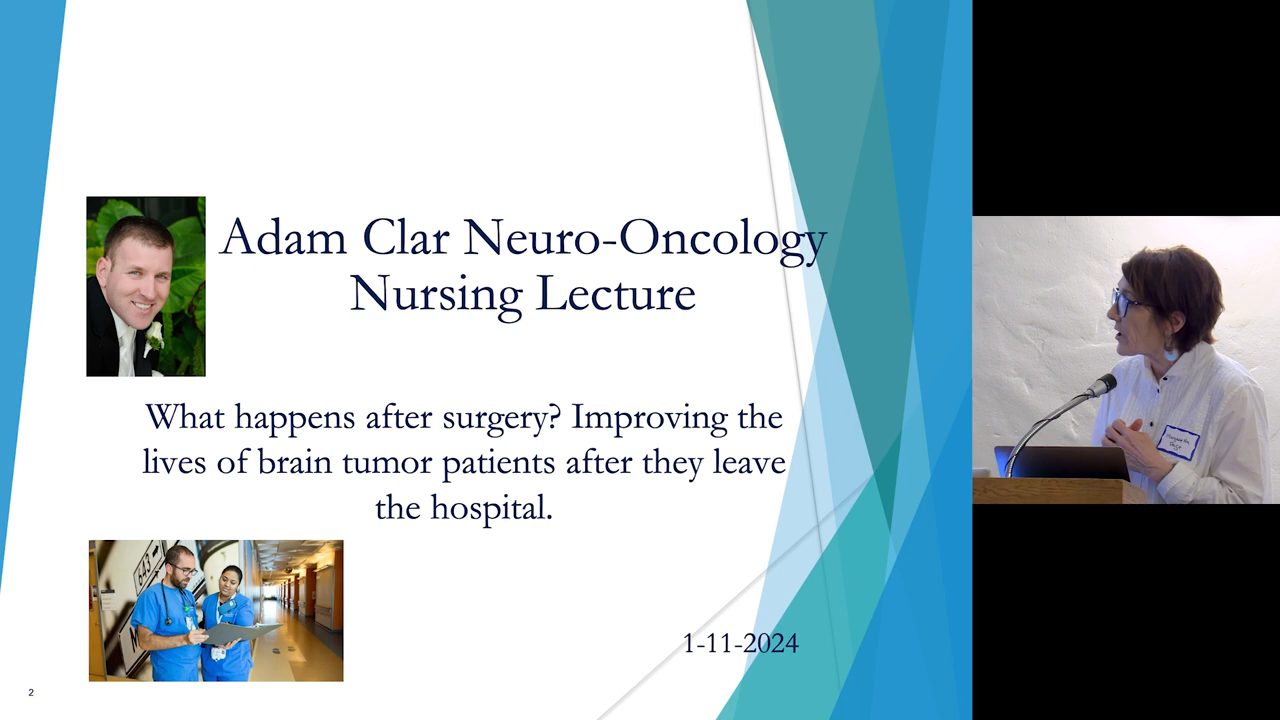 Adam Clar Neuro-Oncology
Nursing Lecture
What happens after surgery? Improving the
lives of brain tumor patients after they leave
the hospital.
643
1-11-2024
2